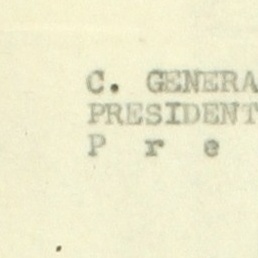 C. GENERA
PRESIDENT
P r e